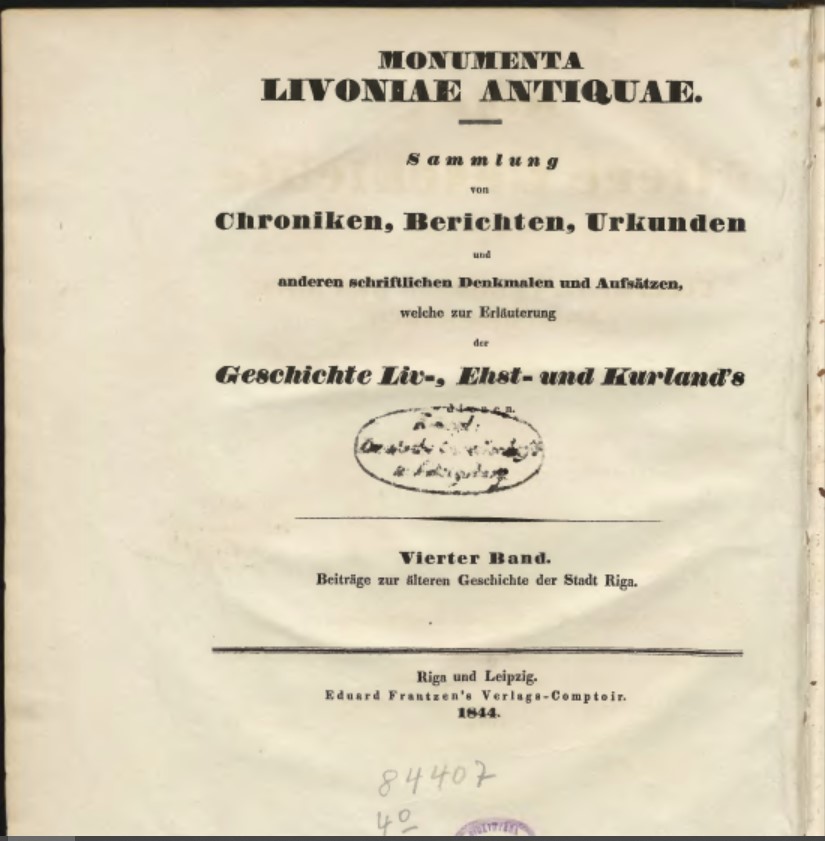 MONUMENTA
LIVONIAE ANTIQUAE.
Sammlung
von
Chroniken, Berichten, Urkunden
und
anderen schriftlichen Denkmalen und Aufsätzen,
welche zur Erläuterung
der
Geschichte Liv-, Ehst- und Kurland's
dienen.
Vierter Band.
Beiträge zur älteren Geschichte der Stadt Riga.
Riga und Leipzig.
Eduard Frantzen's Verlags-Comptoir.
1844.
84407
4º